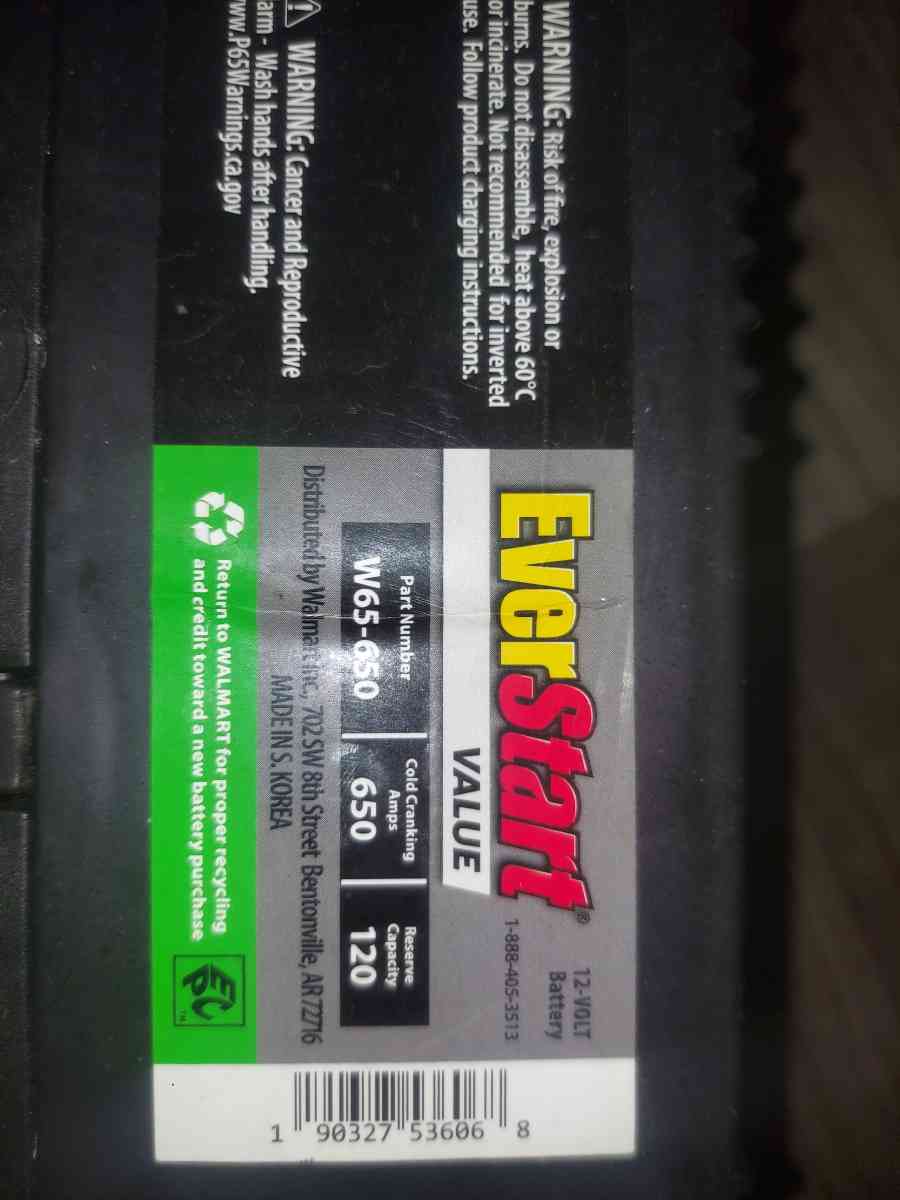 WARNING: Risk of fire, explosion or
burns. Do not disassemble, heat above 60°C
or incinerate. Not recommended for inverted
use. Follow product charging instructions.
WARNING: Cancer and Reproductive
arm - Wash hands after handling.
ww.P65Warnings.ca.gov
EverStart®
VALUE
12-VOLT
Battery
1-888-405-3513
Part Number
W65-650
Cold Cranking
Amps
650
Reserve
Capacity
120
Distributed by Walmart Inc., 702 SW 8th Street Bentonville, AR 72716
MADE IN S. KOREA
Return to WALMART for proper recycling
and credit toward a new battery purchase
EPC™
1 90327 53606 8